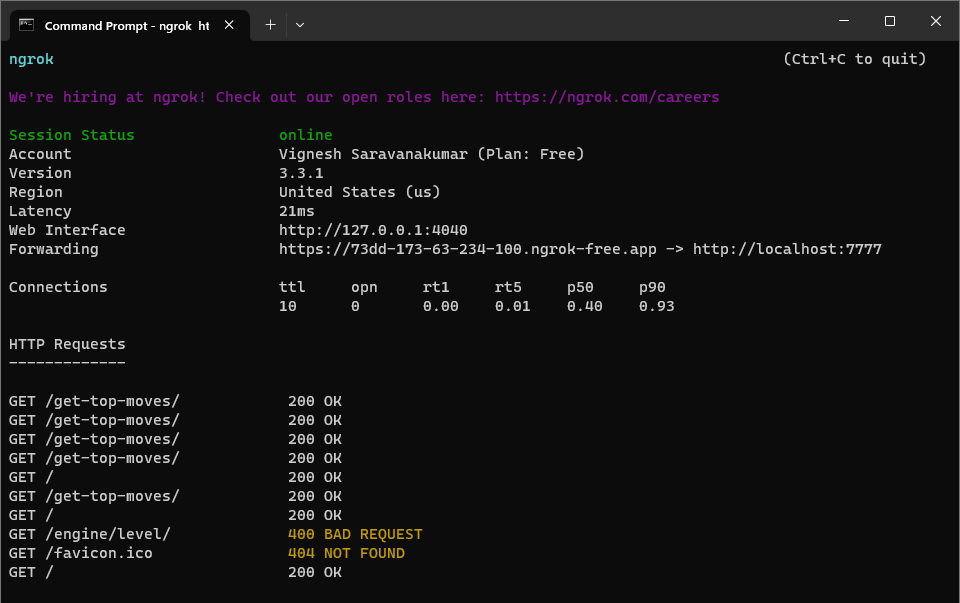 Command Prompt - ngrok  ht
ngrok (Ctrl+C to quit)
We're hiring at ngrok! Check out our open roles here: https://ngrok.com/careers
Session Status online
Account Vignesh Saravanakumar (Plan: Free)
Version 3.3.1
Region United States (us)
Latency 21ms
Web Interface http://127.0.0.1:4040
Forwarding https://73dd-173-63-234-100.ngrok-free.app -> http://localhost:7777
Connections ttl opn rt1 rt5 p50 p90
10 0 0.00 0.01 0.40 0.93
HTTP Requests
-------------
GET /get-top-moves/ 200 OK
GET /get-top-moves/ 200 OK
GET /get-top-moves/ 200 OK
GET /get-top-moves/ 200 OK
GET / 200 OK
GET /get-top-moves/ 200 OK
GET / 200 OK
GET /engine/level/ 400 BAD REQUEST
GET /favicon.ico 404 NOT FOUND
GET / 200 OK